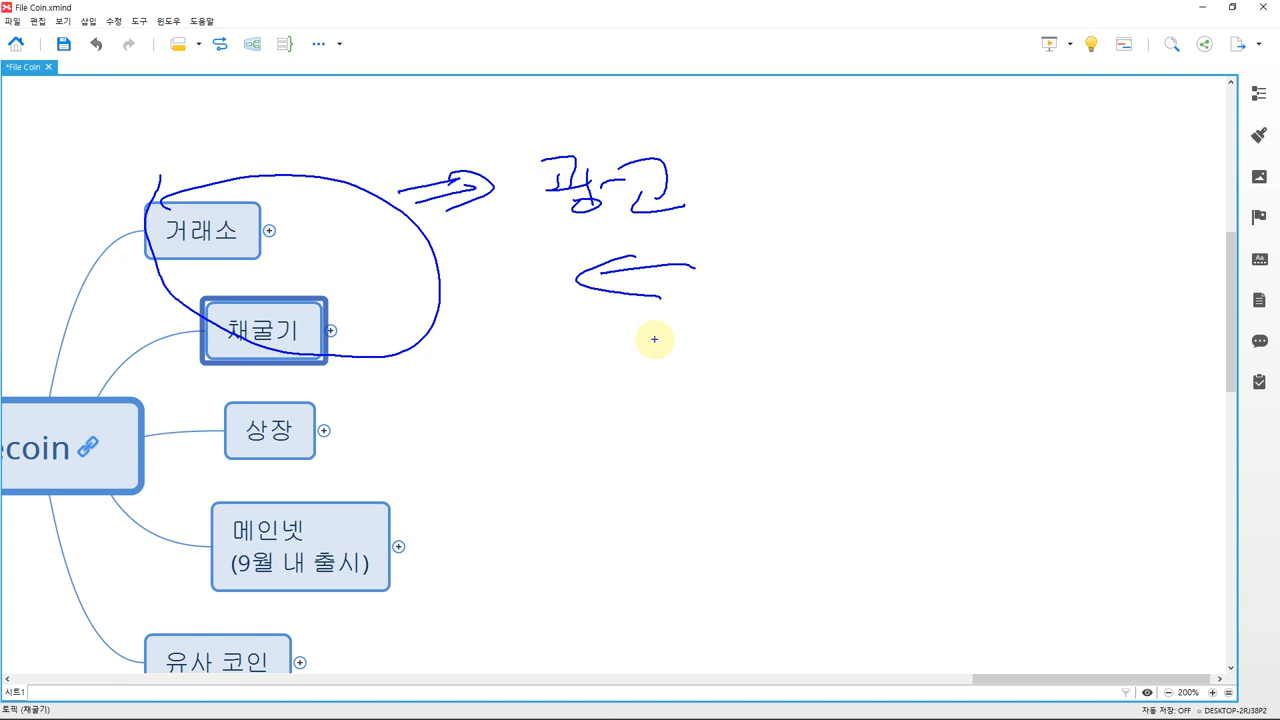 File Coin.xmind
파일 편집 보기 삽입 수정 도구 윈도우 도움말
*File Coin
광고
거래소
채굴기
상장
ecoin
메인넷
(9월 내 출시)
유사 코인
시트1
200%
토픽 (채굴기)
자동 저장: OFF
DESKTOP-2RJ38P2